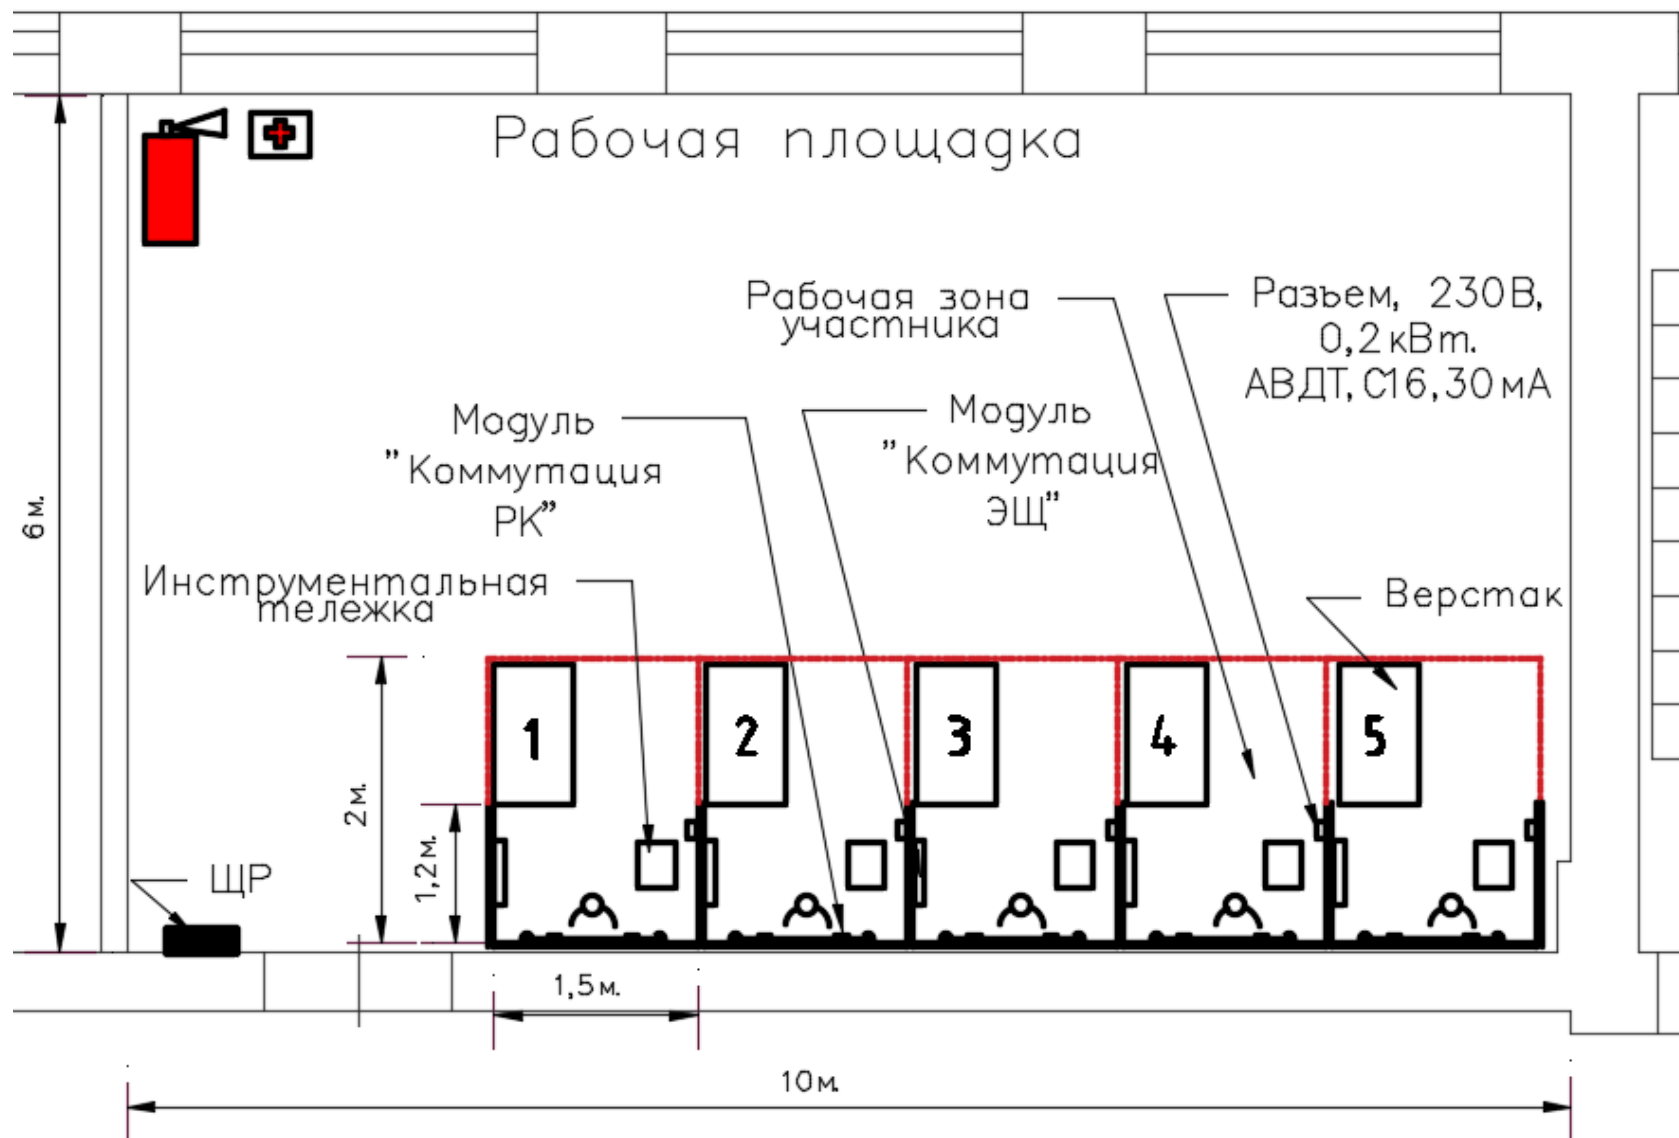 Рабочая площадка
Рабочая зона
участника
Разъем, 230В,
0,2кВт.
АВДТ, С16,30мА
Модуль
"Коммутация
РК"
Модуль
"Коммутация
ЭЩ"
6м.
Инструментальная
тележка
Верстак
1
2
3
4
5
2м.
1,2м.
ЩР
1,5м.
10м.